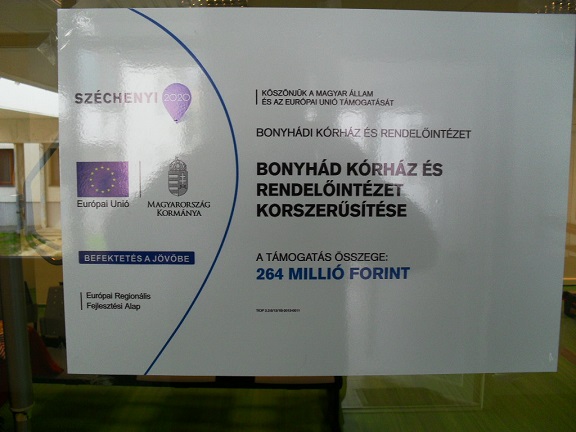 SZÉCHENYI 2020
Európai Unió
MAGYARORSZÁG
KORMÁNYA
BEFEKTETÉS A JÖVŐBE
Európai Regionális
Fejlesztési Alap
KÖSZÖNJÜK A MAGYAR ÁLLAM
ÉS AZ EURÓPAI UNIÓ TÁMOGATÁSÁT
BONYHÁDI KÓRHÁZ ÉS RENDELŐINTÉZET
BONYHÁD KÓRHÁZ ÉS
RENDELŐINTÉZET
KORSZERŰSÍTÉSE
A TÁMOGATÁS ÖSSZEGE:
264 MILLIÓ FORINT